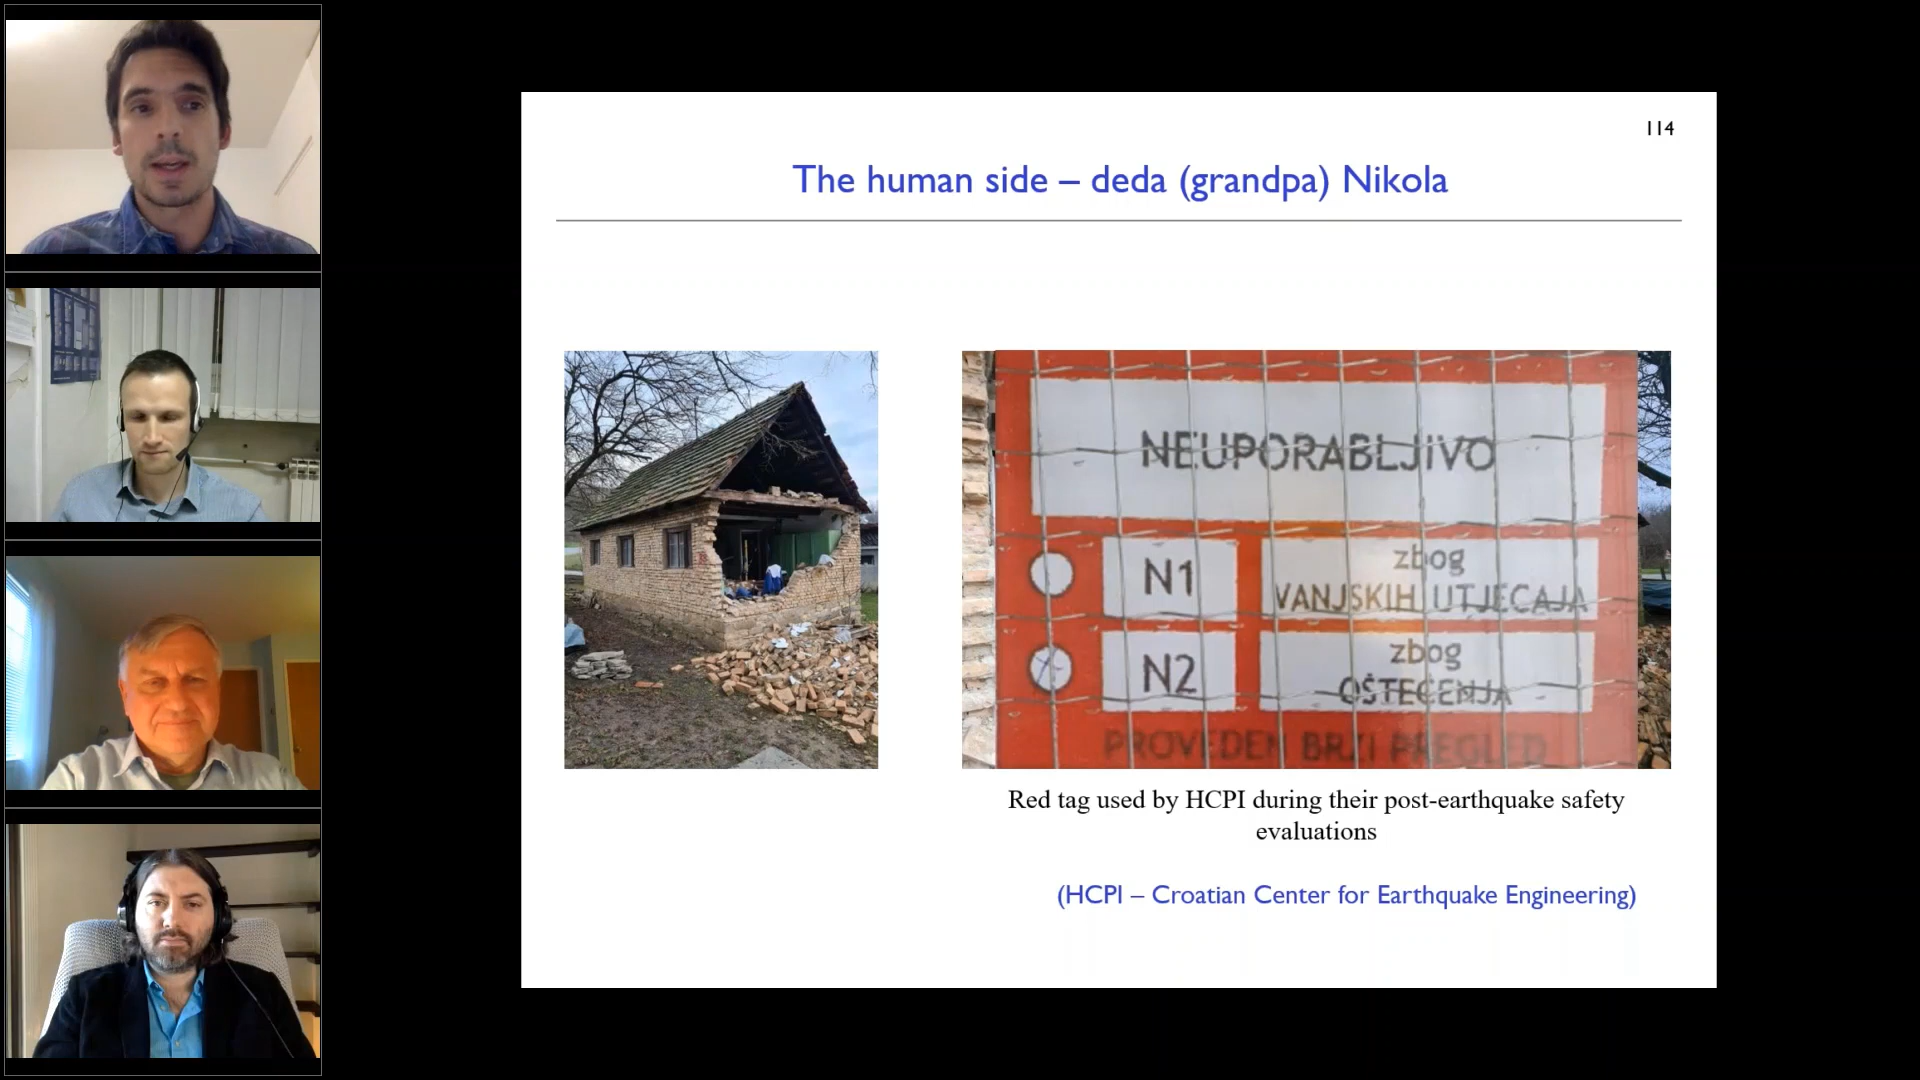 114
The human side – deda (grandpa) Nikola
NEUPORABLJIVO
N1
zbog
VANJSKIH UTJECAJA
N2
zbog
OŠTEĆENJA
PROVEDEN BRZI PREGLED
Red tag used by HCPI during their post-earthquake safety
evaluations
(HCPI – Croatian Center for Earthquake Engineering)